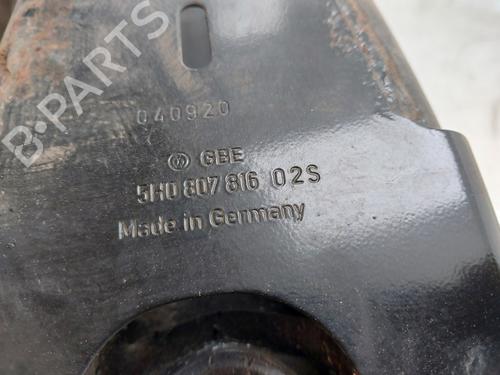 B-PARTS
040920
GBE
5H0 807 816 02S
Made in Germany